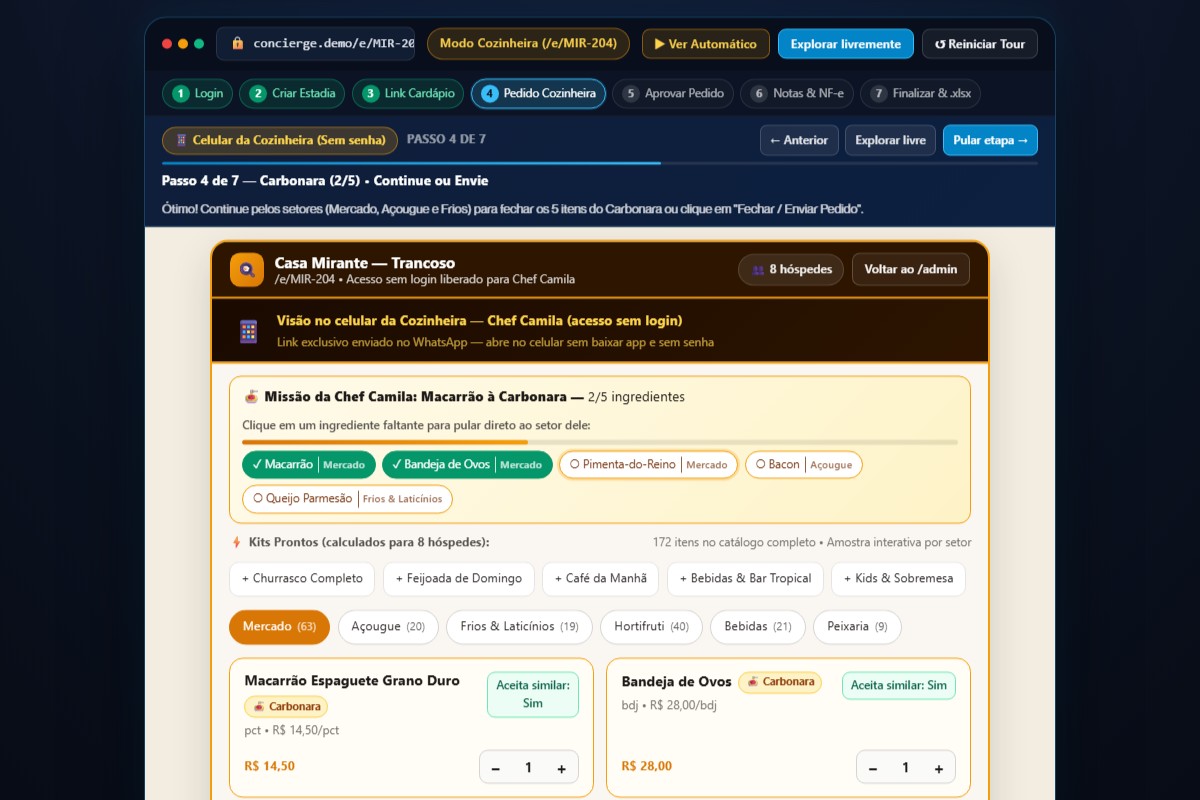 concierge.demo/e/MIR-20
Modo Cozinheira (/e/MIR-204)
▶ Ver Automático
Explorar livremente
↺ Reiniciar Tour
1 Login
2 Criar Estadia
3 Link Cardápio
4 Pedido Cozinheira
5 Aprovar Pedido
6 Notas & NF-e
7 Finalizar & .xlsx
Celular da Cozinheira (Sem senha)
PASSO 4 DE 7
← Anterior
Explorar livre
Pular etapa →
Passo 4 de 7 — Carbonara (2/5) • Continue ou Envie
Ótimo! Continue pelos setores (Mercado, Açougue e Frios) para fechar os 5 itens do Carbonara ou clique em "Fechar / Enviar Pedido".
Casa Mirante — Trancoso
/e/MIR-204 • Acesso sem login liberado para Chef Camila
8 hóspedes
Voltar ao /admin
Visão no celular da Cozinheira — Chef Camila (acesso sem login)
Link exclusivo enviado no WhatsApp — abre no celular sem baixar app e sem senha
Missão da Chef Camila: Macarrão à Carbonara — 2/5 ingredientes
Clique em um ingrediente faltante para pular direto ao setor dele:
✓ Macarrão | Mercado
✓ Bandeja de Ovos | Mercado
○ Pimenta-do-Reino | Mercado
○ Bacon | Açougue
○ Queijo Parmesão | Frios & Laticínios
Kits Prontos (calculados para 8 hóspedes):
172 itens no catálogo completo • Amostra interativa por setor
+ Churrasco Completo
+ Feijoada de Domingo
+ Café da Manhã
+ Bebidas & Bar Tropical
+ Kids & Sobremesa
Mercado (63)
Açougue (20)
Frios & Laticínios (19)
Hortifruti (40)
Bebidas (21)
Peixaria (9)
Macarrão Espaguete Grano Duro
Carbonara
pct • R$ 14,50/pct
Aceita similar:
Sim
R$ 14,50
− 1 +
Bandeja de Ovos
Carbonara
bdj • R$ 28,00/bdj
Aceita similar: Sim
R$ 28,00
− 1 +